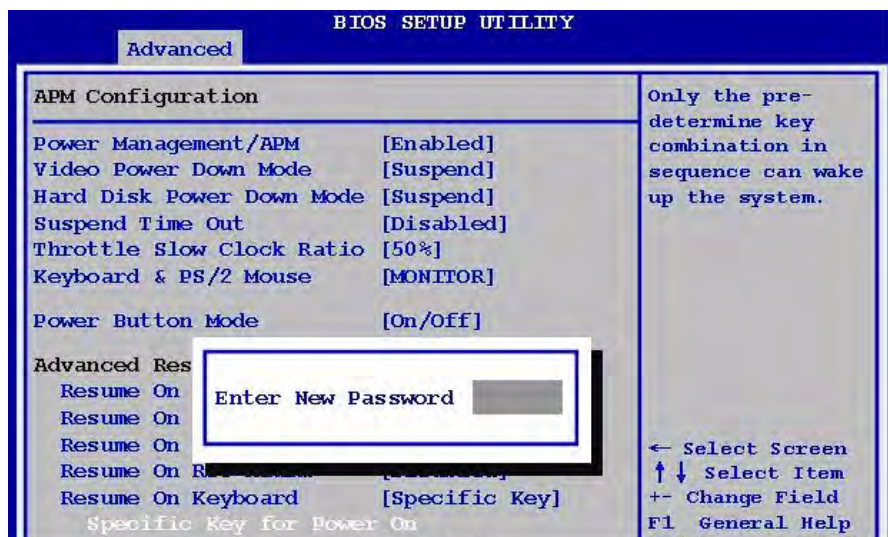 BIOS SETUP UTILITY
Advanced
APM Configuration
Power Management/APM [Enabled]
Video Power Down Mode [Suspend]
Hard Disk Power Down Mode [Suspend]
Suspend Time Out [Disabled]
Throttle Slow Clock Ratio [50%]
Keyboard & PS/2 Mouse [MONITOR]
Power Button Mode [On/Off]
Advanced Res
Resume On
Resume On
Resume On
Resume On
Resume On Keyboard [Specific Key]
Specific Key for Power On
Enter New Password
Only the pre-
determine key
combination in
sequence can wake
up the system.
← Select Screen
↑↓ Select Item
+- Change Field
F1 General Help